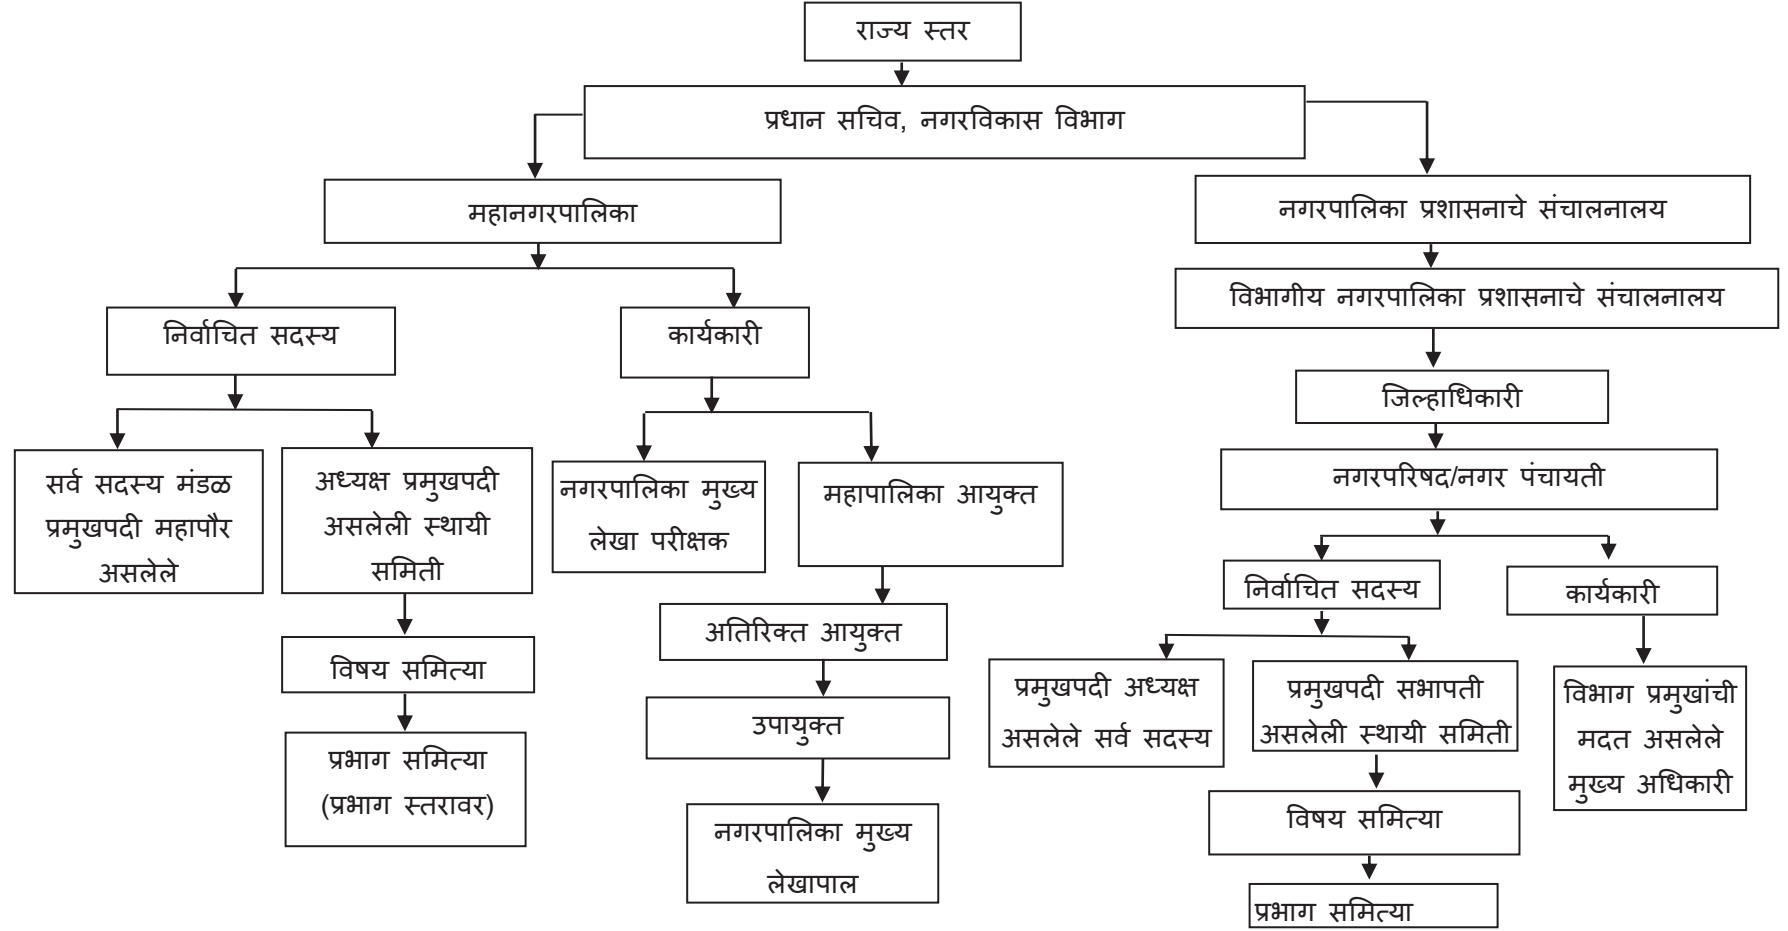 राज्य स्तर
प्रधान सचिव, नगरविकास विभाग
महानगरपालिका
नगरपालिका प्रशासनाचे संचालनालय
विभागीय नगरपालिका प्रशासनाचे संचालनालय
निर्वाचित सदस्य
कार्यकारी
जिल्हाधिकारी
सर्व सदस्य मंडळ
प्रमुखपदी महापौर
असलेले
अध्यक्ष प्रमुखपदी
असलेली स्थायी
समिती
नगरपालिका मुख्य
लेखा परीक्षक
महापालिका आयुक्त
नगरपरिषद/नगर पंचायती
निर्वाचित सदस्य
कार्यकारी
अतिरिक्त आयुक्त
विषय समित्या
प्रमुखपदी अध्यक्ष
असलेले सर्व सदस्य
प्रमुखपदी सभापती
असलेली स्थायी समिती
विभाग प्रमुखांची
मदत असलेले
मुख्य अधिकारी
उपायुक्त
प्रभाग समित्या
(प्रभाग स्तरावर)
नगरपालिका मुख्य
लेखापाल
विषय समित्या
प्रभाग समित्या